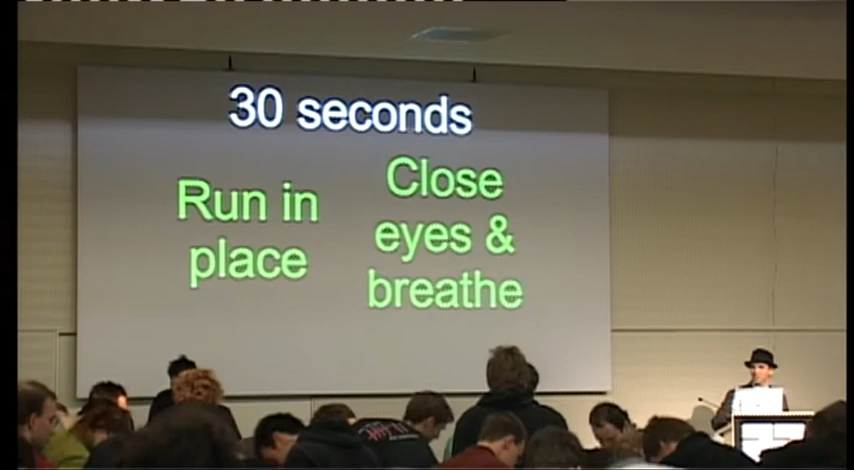 30 seconds
Run in
place
Close
eyes &
breathe